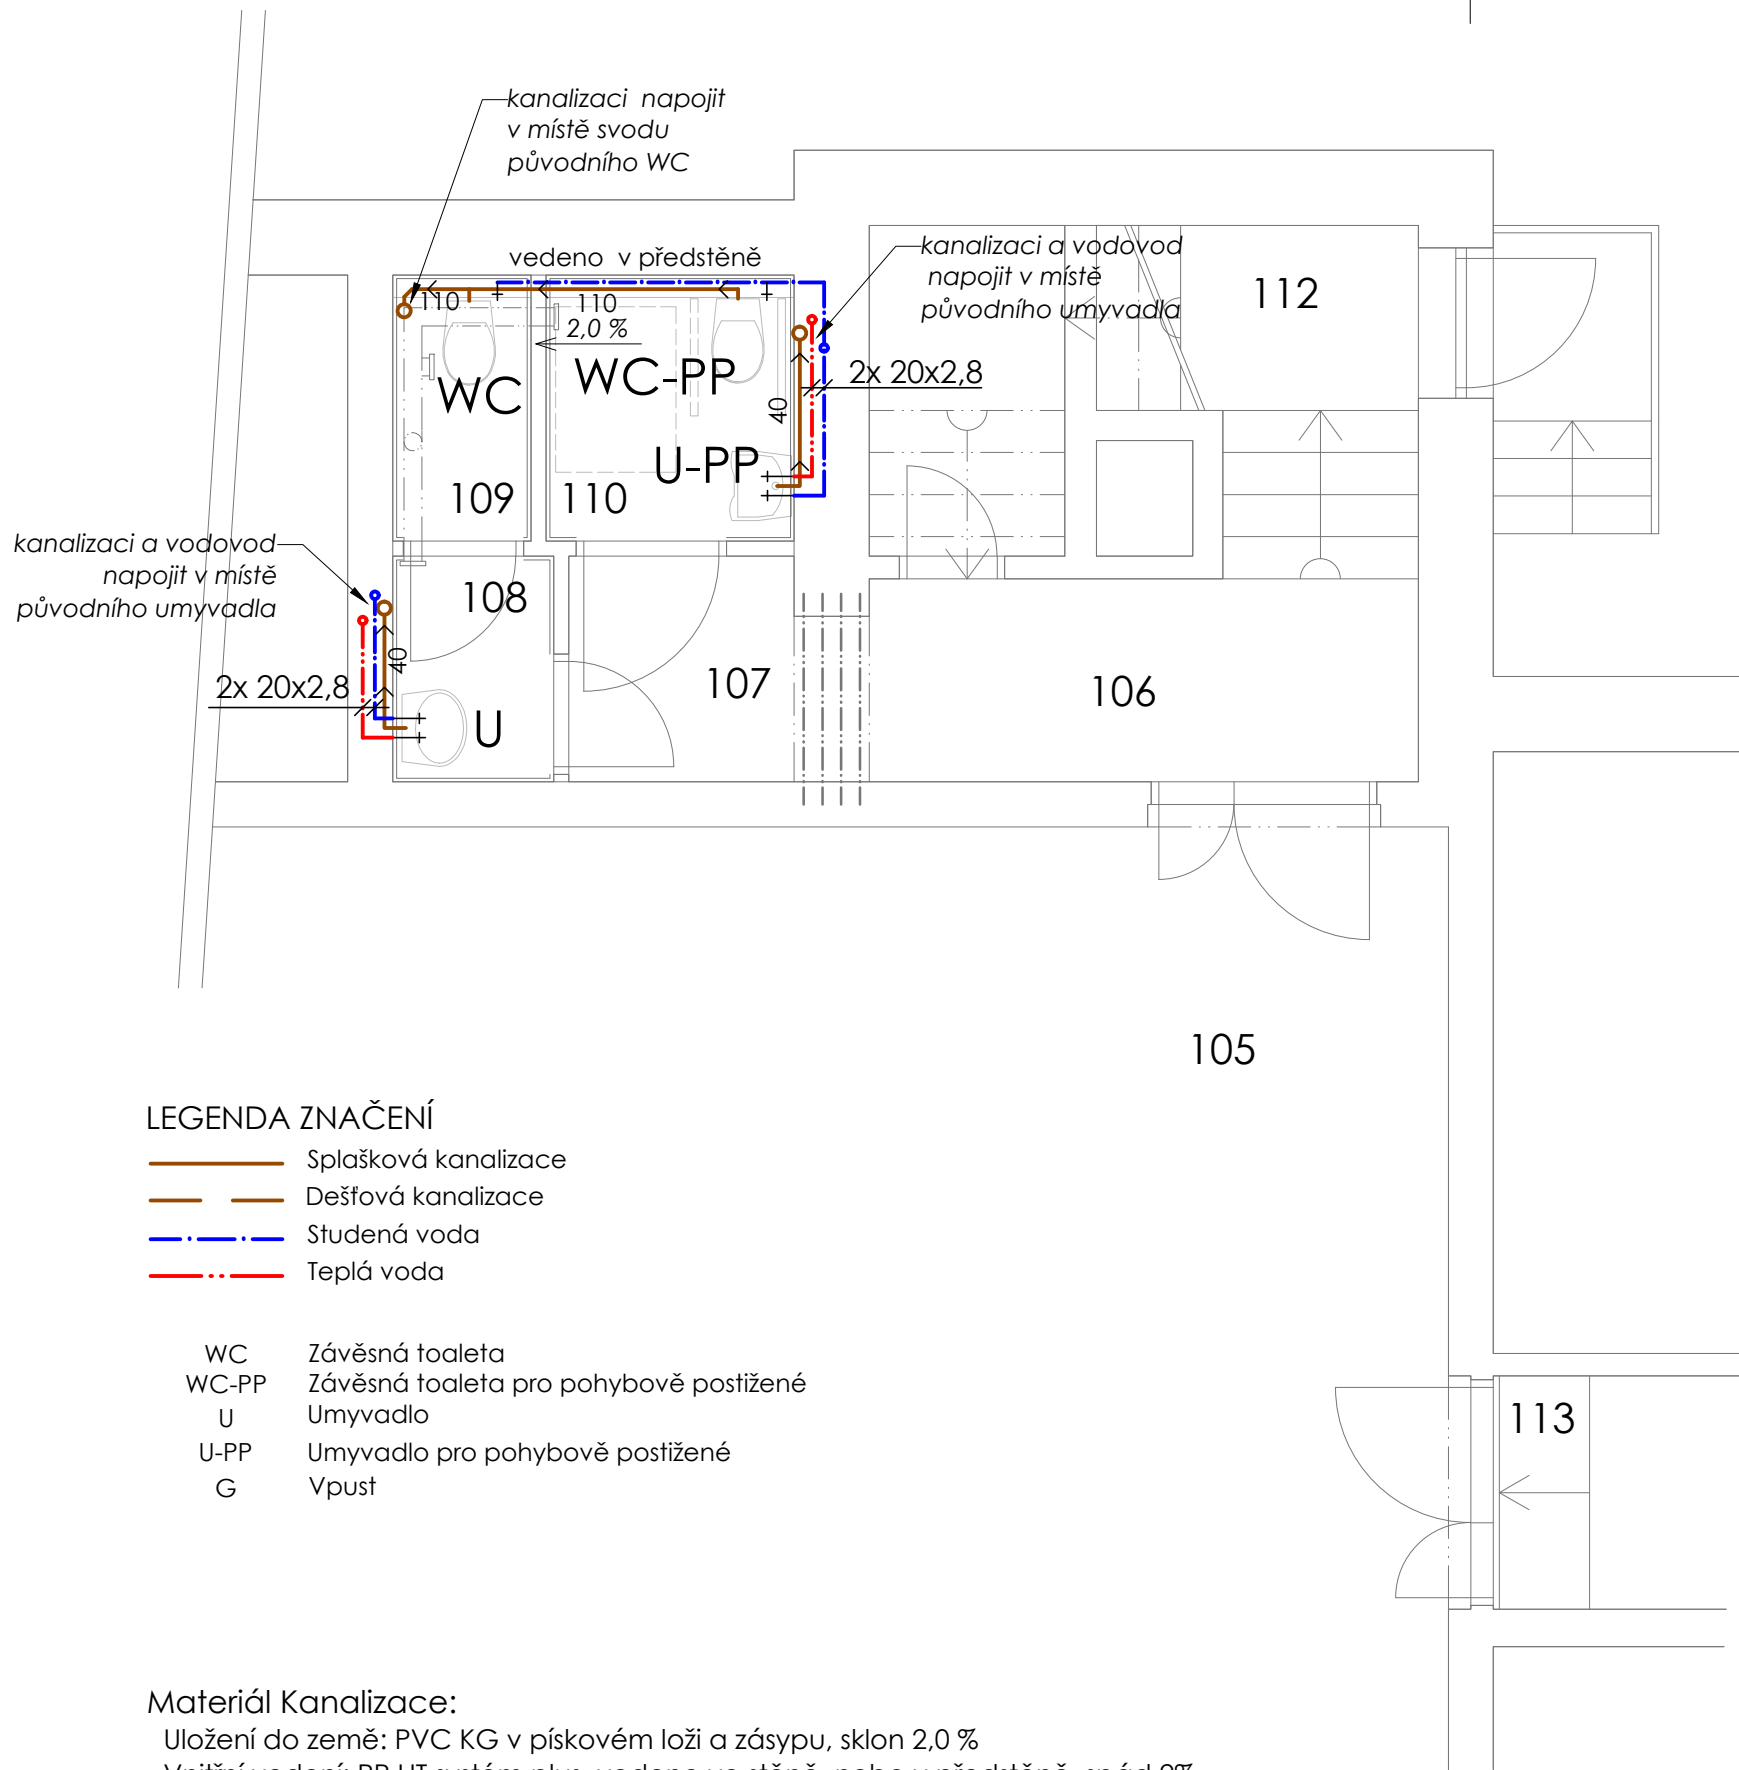 kanalizaci napojit
v místě svodu
původního WC
vedeno v předstěně
kanalizaci a vodovod
napojit v místě
původního umyvadla
112
110
110
2,0 %
WC
WC-PP
2x 20x2,8
40
U-PP
109
110
kanalizaci a vodovod
napojit v místě
původního umyvadla
108
40
2x 20x2,8
U
107
106
105
LEGENDA ZNAČENÍ
Splašková kanalizace
Dešťová kanalizace
Studená voda
Teplá voda
WC Závěsná toaleta
WC-PP Závěsná toaleta pro pohybově postižené
U Umyvadlo
U-PP Umyvadlo pro pohybově postižené
G Vpust
113
Materiál Kanalizace:
Uložení do země: PVC KG v pískovém loži a zásypu, sklon 2,0 %